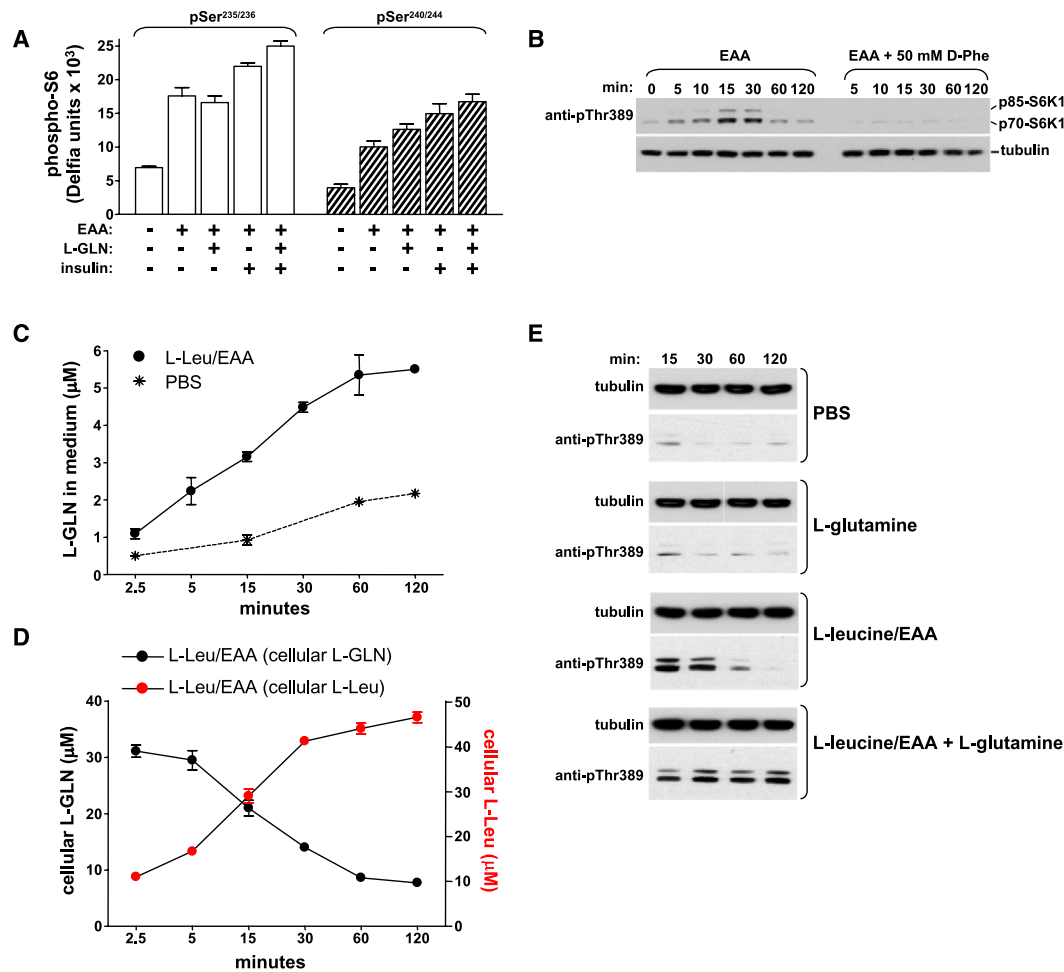 A
pSer235/236
pSer240/244
phospho-S6
(Delfia units x 10³)
25
20
15
10
5
0
EAA: - + + + + - + + + +
L-GLN: - - + - + - - + - +
insulin: - - - + + - - - + +
B
EAA
EAA + 50 mM D-Phe
min: 0 5 10 15 30 60 120 5 10 15 30 60 120
anti-pThr389
p85-S6K1
p70-S6K1
tubulin
C
L-Leu/EAA
PBS
L-GLN in medium (µM)
6
5
4
3
2
1
0
2.5 5 15 30 60 120
minutes
D
L-Leu/EAA (cellular L-GLN)
L-Leu/EAA (cellular L-Leu)
cellular L-GLN (µM)
40
30
20
10
0
cellular L-Leu (µM)
50
40
30
20
10
0
2.5 5 15 30 60 120
minutes
E
min: 15 30 60 120
tubulin
anti-pThr389
PBS
tubulin
anti-pThr389
L-glutamine
tubulin
anti-pThr389
L-leucine/EAA
tubulin
anti-pThr389
L-leucine/EAA + L-glutamine